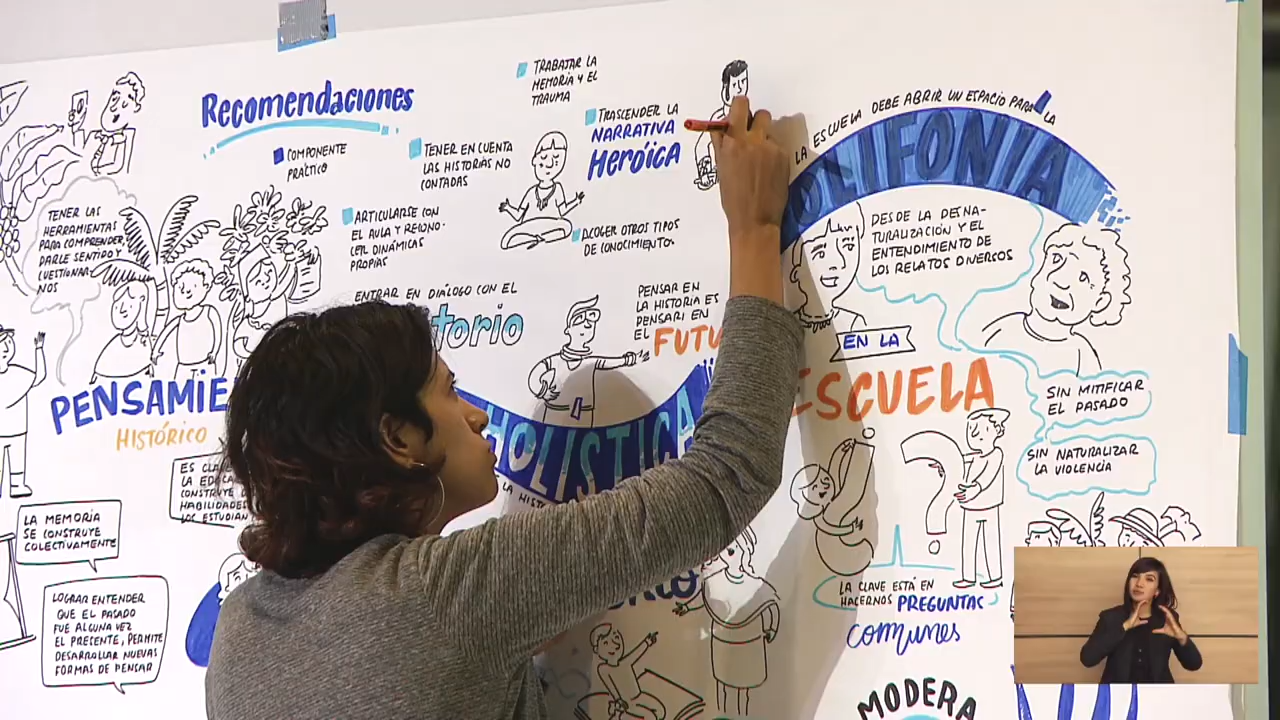 Recomendaciones
COMPONENTE
PRÁCTICO
TRABAJAR LA
MEMORIA Y EL
TRAUMA
TRASCENDER LA
NARRATIVA
HEROICA
TENER EN CUENTA
LAS HISTORIAS NO
CONTADAS
ARTICULARSE CON
EL AULA Y RECONO-
CER DINÁMICAS
PROPIAS
ACOGER OTROS TIPOS
DE CONOCIMIENTO.
TENER LAS
HERRAMIENTAS
PARA COMPRENDER,
DARLE SENTIDO Y
CUESTIONAR-
NOS
ENTRAR EN DIÁLOGO CON EL
torio
PENSAR EN
LA HISTORIA ES
PENSAR EN
EL FUTU
PENSAMIE
HISTÓRICO
HOLÍSTICA
LA HIST
LA MEMORIA
SE CONSTRUYE
COLECTIVAMENTE
LOGRAR ENTENDER
QUE EL PASADO
FUE ALGUNA VEZ
EL PRESENTE, PERMITE
DESARROLLAR NUEVAS
FORMAS DE PENSAR
LA ESCUELA DEBE ABRIR UN ESPACIO PARA LA
OLIFONÍA
DESDE LA DESNA-
TURALIZACIÓN Y EL
ENTENDIMIENTO DE
LOS RELATOS DIVERSOS
EN LA
ESCUELA
SIN MITIFICAR
EL PASADO
SIN NATURALIZAR
LA VIOLENCIA
LA CLAVE ESTÁ EN
HACERNOS PREGUNTAS
comunes
MODERA